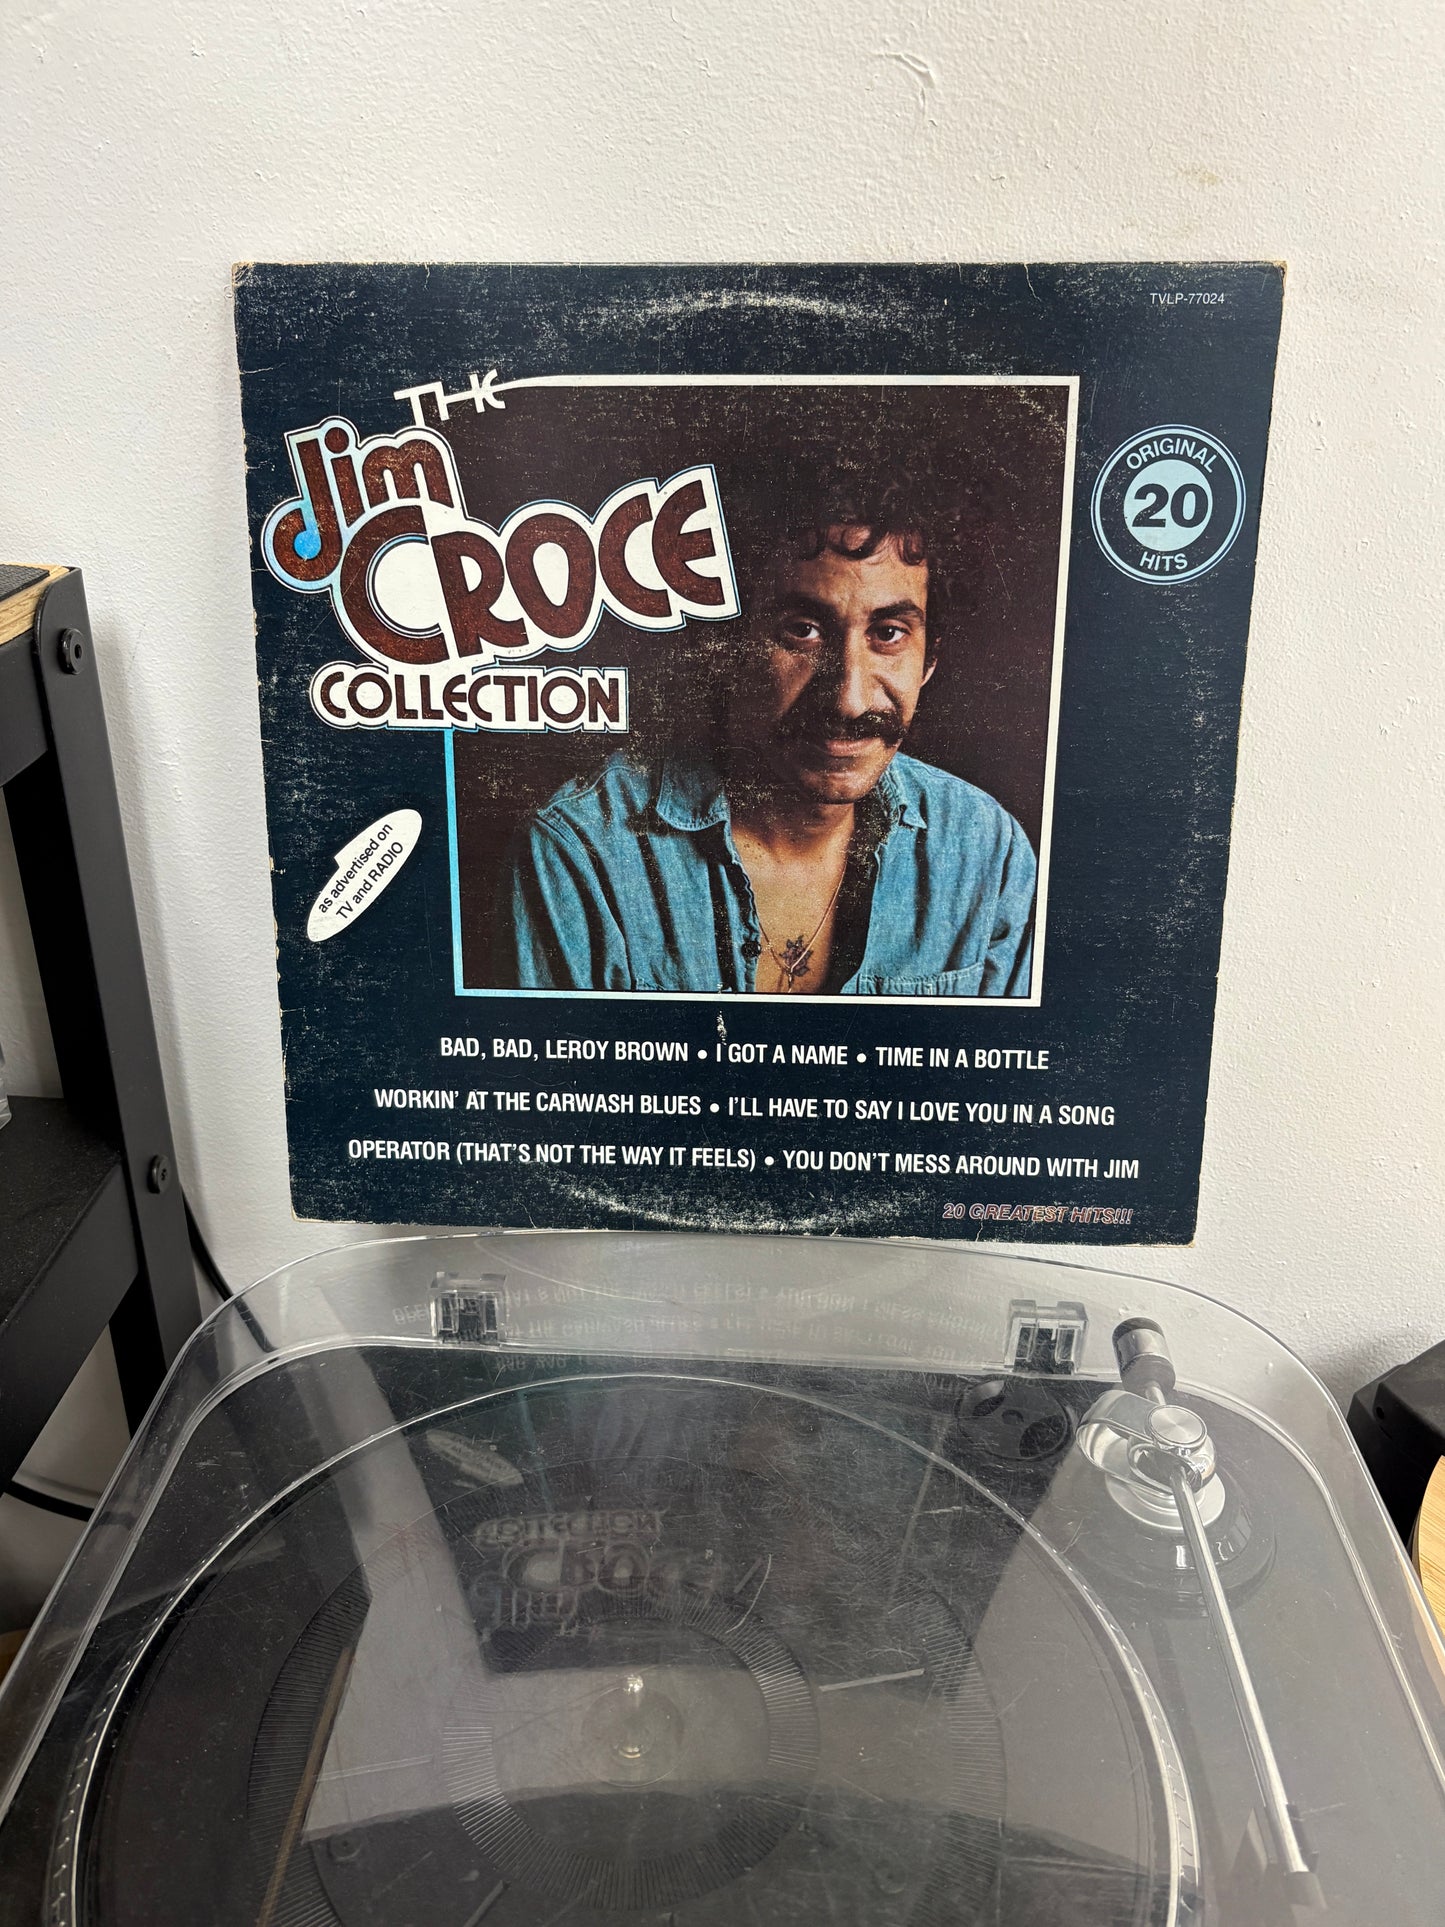 TVLP-77024
THE
Jim
CROCE
COLLECTION
ORIGINAL
20
HITS
as advertised on
TV and RADIO
BAD, BAD, LEROY BROWN • I GOT A NAME • TIME IN A BOTTLE
WORKIN' AT THE CARWASH BLUES • I'LL HAVE TO SAY I LOVE YOU IN A SONG
OPERATOR (THAT'S NOT THE WAY IT FEELS) • YOU DON'T MESS AROUND WITH JIM
20 GREATEST HITS!!!